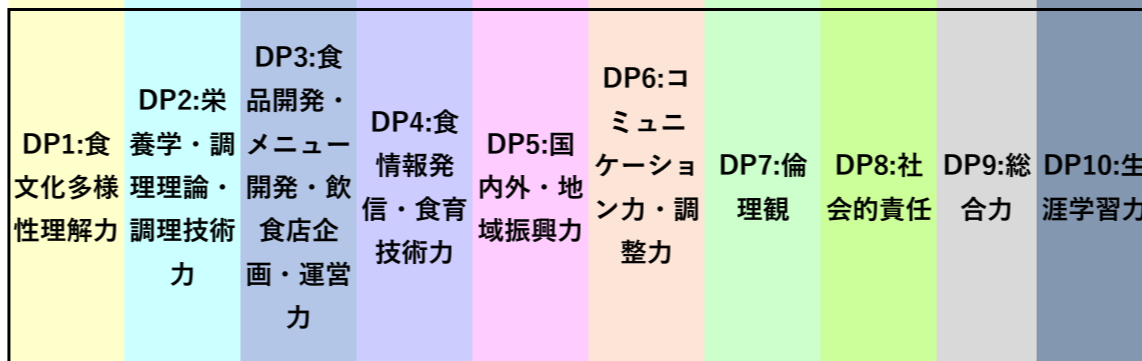 DP1:食
文化多様
性理解力
DP2:栄
養学・調
理理論・
調理技術
力
DP3:食
品開発・
メニュー
開発・飲
食店企
画・運営
力
DP4:食
情報発
信・食育
技術力
DP5:国
内外・地
域振興力
DP6:コ
ミュニ
ケーショ
ン力・調
整力
DP7:倫
理観
DP8:社
会的責任
DP9:総
合力
DP10:生
涯学習力